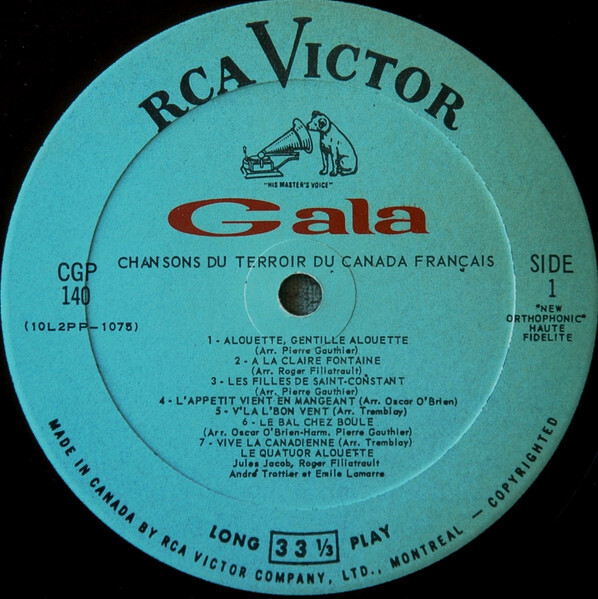 RCA VICTOR
"HIS MASTER'S VOICE"
Gala
CHANSONS DU TERROIR DU CANADA FRANÇAIS
CGP
140
(10L2PP-1075)
SIDE
1
"NEW
ORTHOPHONIC"
HAUTE
FIDELITE
1 - ALOUETTE, GENTILLE ALOUETTE
(Arr. Pierre Gauthier)
2 - A LA CLAIRE FONTAINE
(Arr. Roger Filiatrault)
3 - LES FILLES DE SAINT-CONSTANT
(Arr. Pierre Gauthier)
4 - L'APPETIT VIENT EN MANGEANT (Arr. Oscar O'Brien)
5 - V'LA L'BON VENT (Arr. Tremblay)
6 - LE BAL CHEZ BOULE
(Arr. Oscar O'Brien-Harm. Pierre Gauthier)
7 - VIVE LA CANADIENNE (Arr. Tremblay)
LE QUATUOR ALOUETTE
Jules Jacob, Roger Filiatrault
André Trottier et Emile Lamarre
LONG 33 1/3 PLAY
MADE IN CANADA BY RCA VICTOR COMPANY, LTD., MONTREAL - COPYRIGHTED